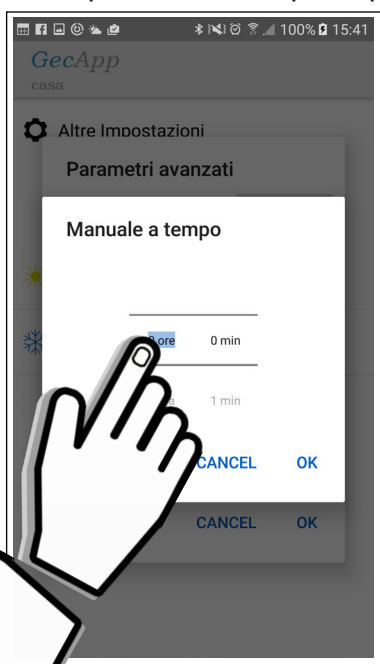 100% 15:41
GecApp
casa
Altre Impostazioni
Parametri avanzati
Manuale a tempo
ore 0 min
1 min
CANCEL OK
CANCEL OK